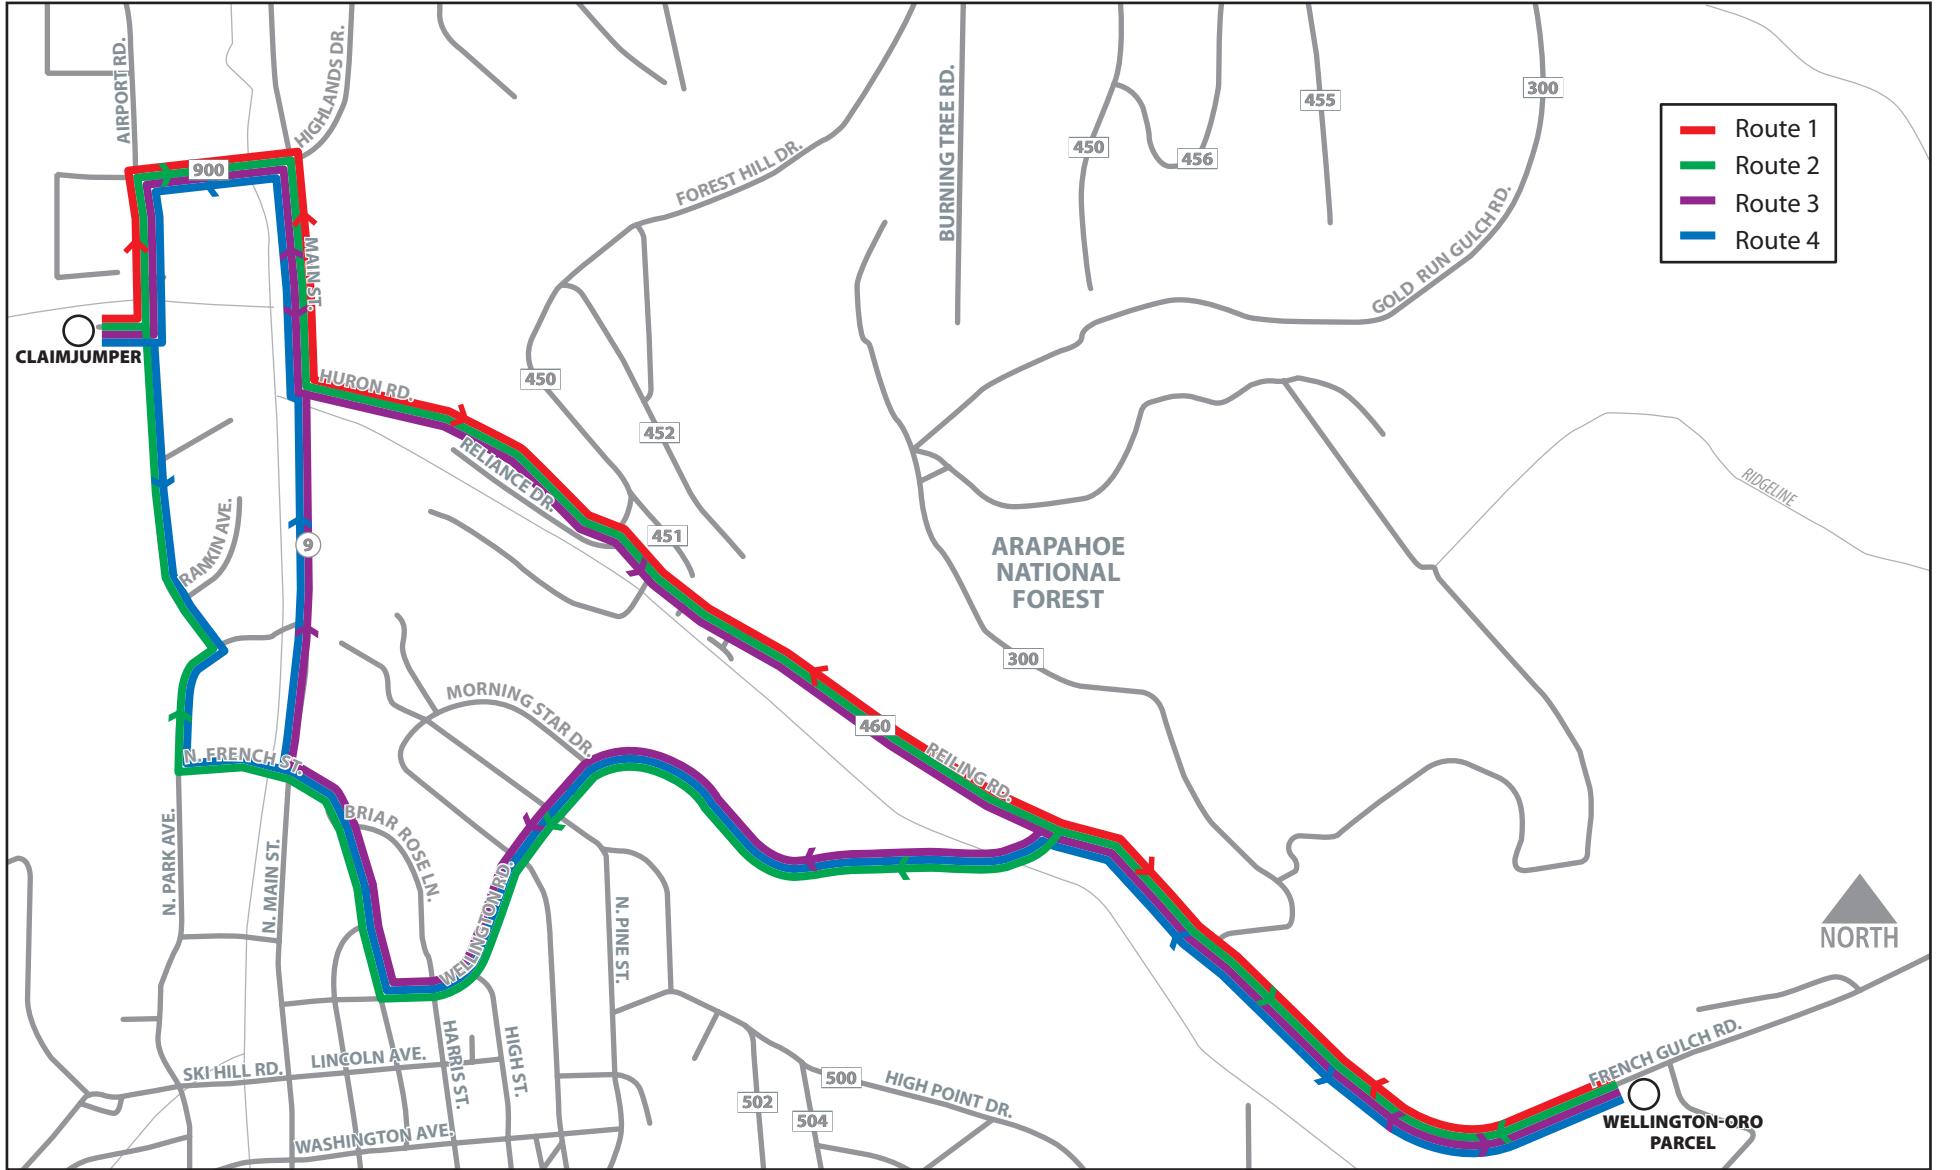 AIRPORT RD.
HIGHLANDS DR.
900
MAIN ST.
CLAIMJUMPER
HURON RD.
RELIANCE DR.
FOREST HILL DR.
BURNING TREE RD.
450
456
455
300
GOLD RUN GULCH RD.
Route 1
Route 2
Route 3
Route 4
450
452
451
RIDGELINE
RANKIN AVE.
9
ARAPAHOE
NATIONAL
FOREST
300
MORNING STAR DR.
460
REILING RD.
N. FRENCH ST.
BRIAR ROSE LN.
N. PARK AVE.
N. MAIN ST.
WELLINGTON RD.
N. PINE ST.
NORTH
HARRIS ST.
HIGH ST.
SKI HILL RD.
LINCOLN AVE.
WASHINGTON AVE.
500
HIGH POINT DR.
502
504
FRENCH GULCH RD.
WELLINGTON-ORO
PARCEL